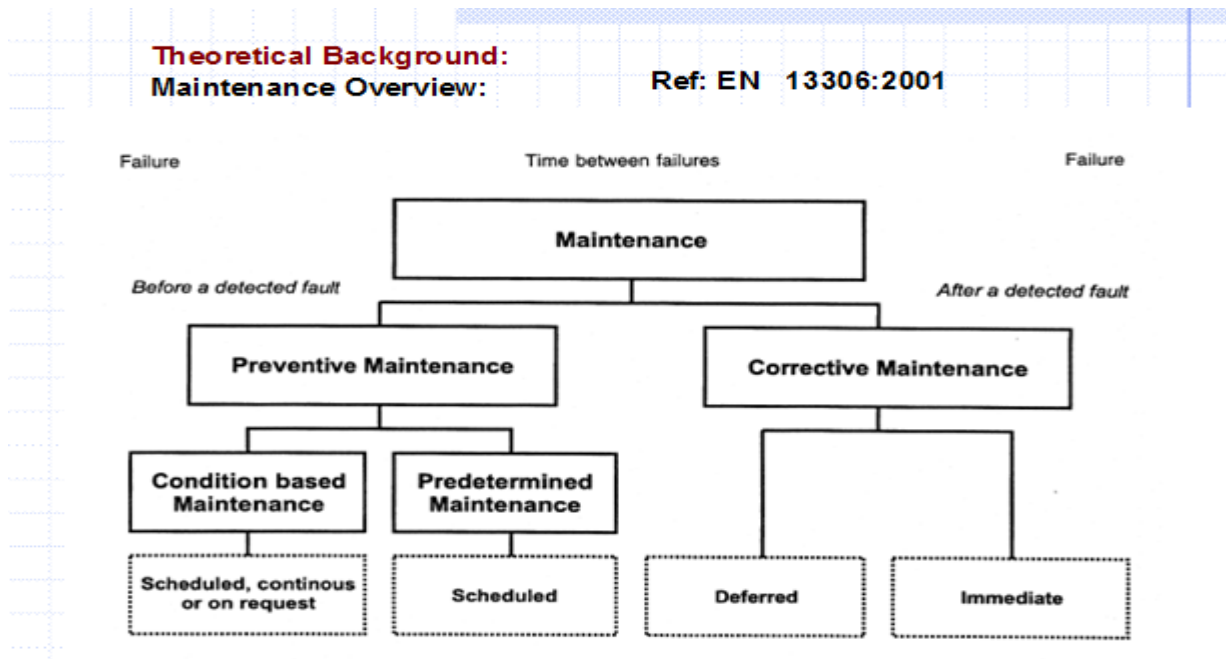 Theoretical Background:
Maintenance Overview:
Ref: EN 13306:2001
Failure
Time between failures
Failure
Maintenance
Before a detected fault
After a detected fault
Preventive Maintenance
Corrective Maintenance
Condition based
Maintenance
Predetermined
Maintenance
Scheduled, continous
or on request
Scheduled
Deferred
Immediate